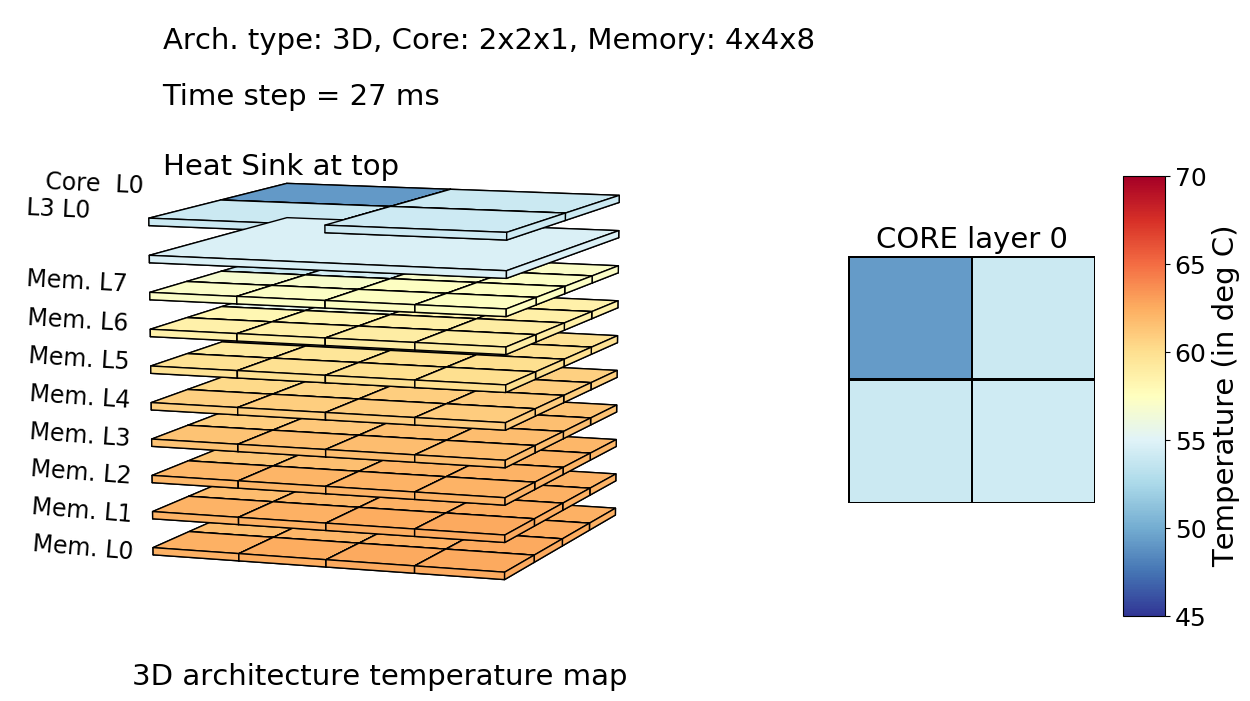 Arch. type: 3D, Core: 2x2x1, Memory: 4x4x8
Time step = 27 ms
Heat Sink at top
Core  L0
L3 L0
Mem. L7
Mem. L6
Mem. L5
Mem. L4
Mem. L3
Mem. L2
Mem. L1
Mem. L0
3D architecture temperature map
CORE layer 0
70
65
60
55
50
45
Temperature (in deg C)